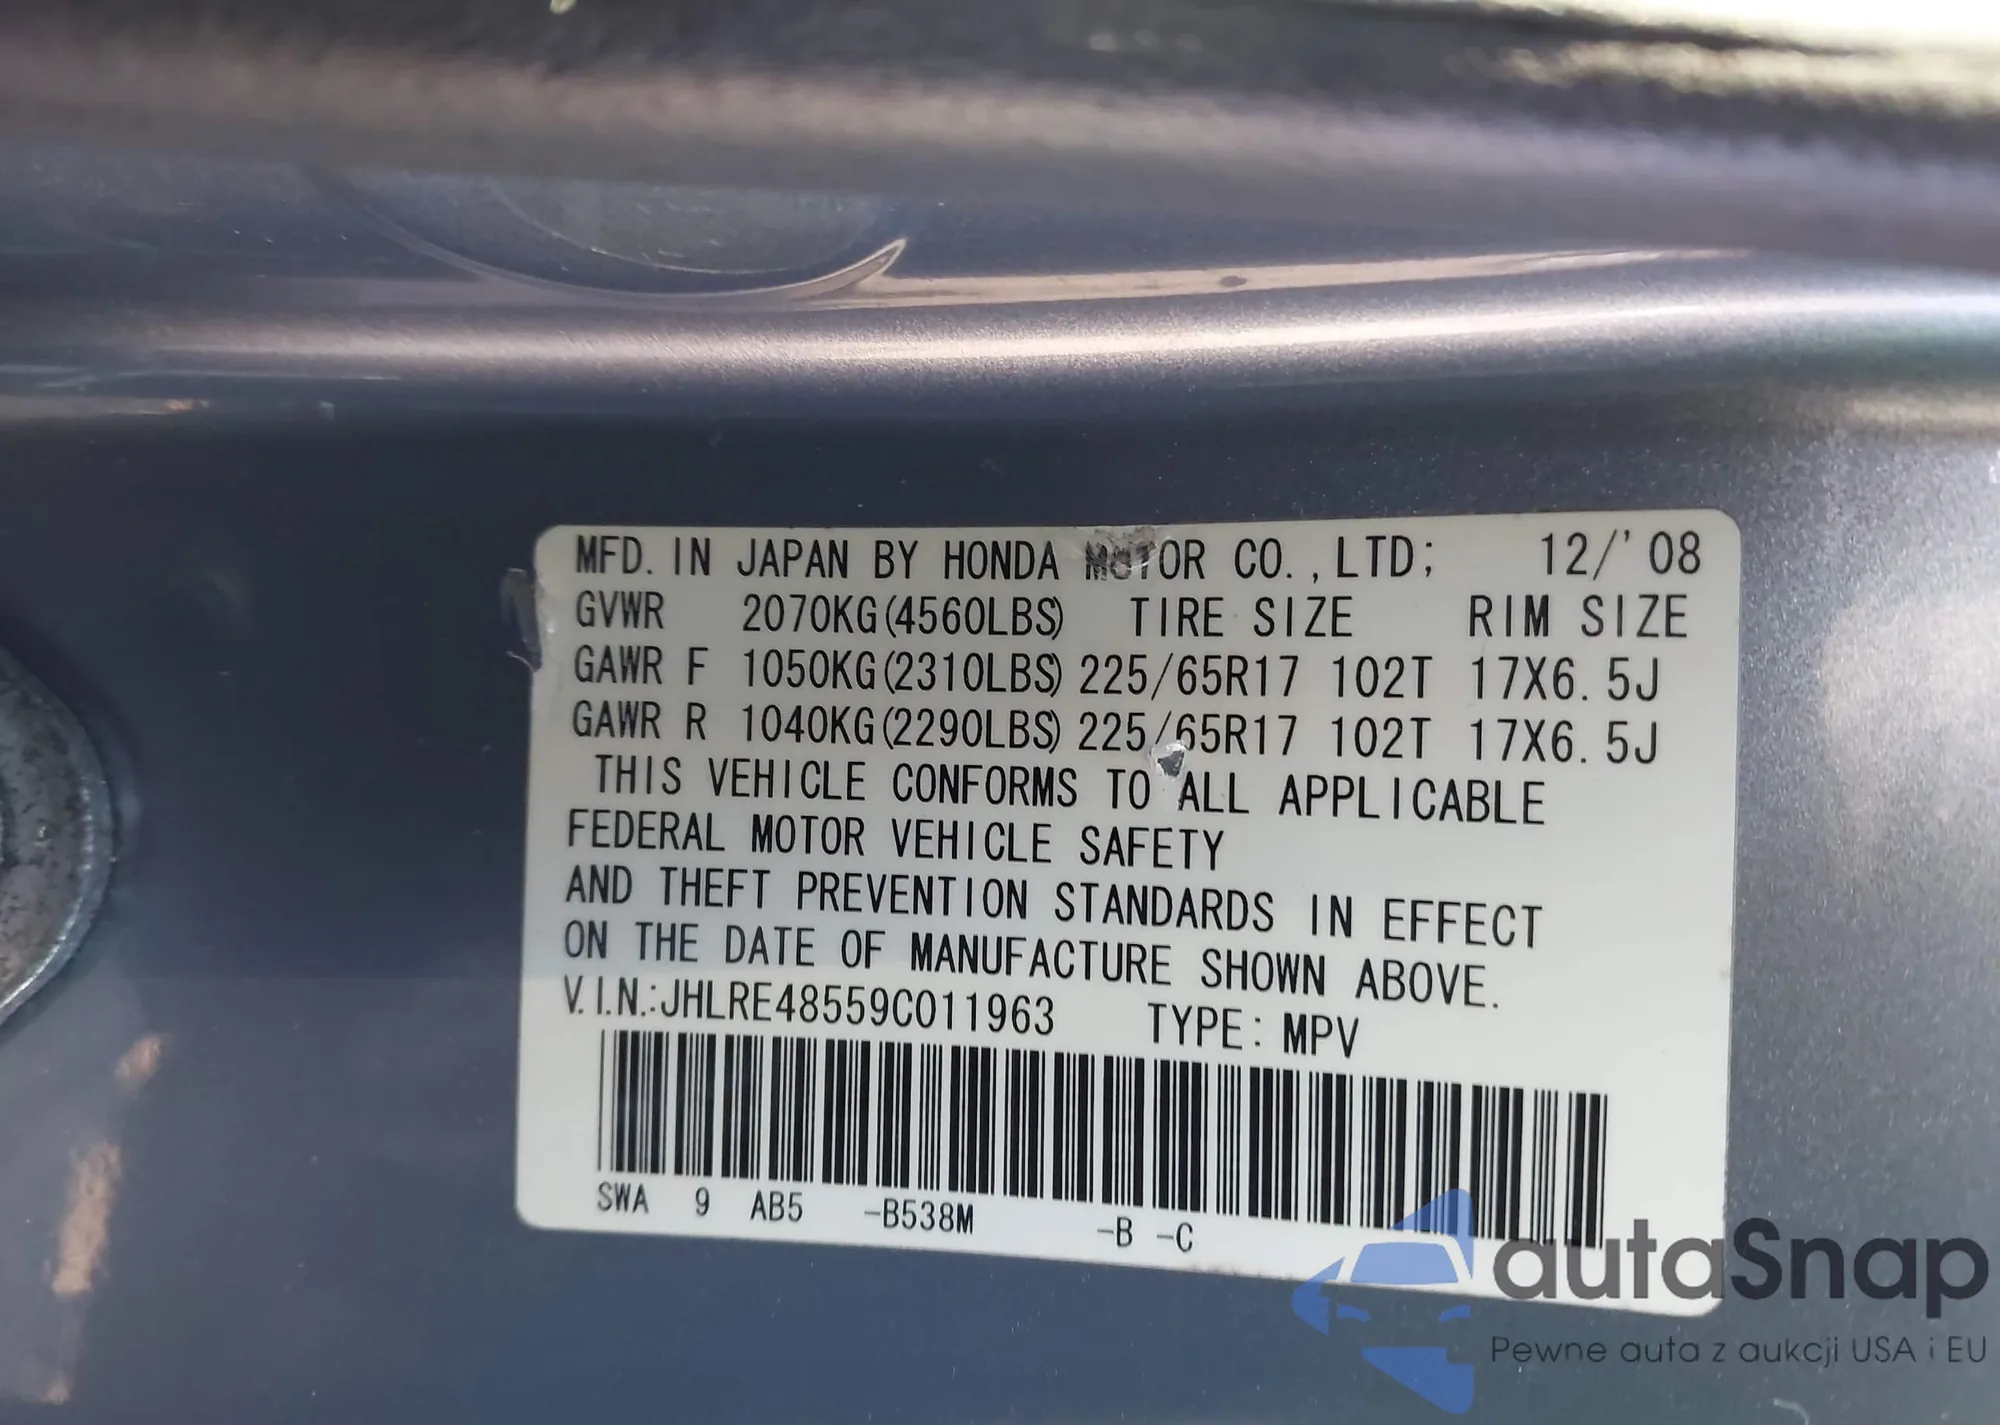 MFD. IN JAPAN BY HONDA MOTOR CO.,LTD; 12/'08
GVWR 2070KG(4560LBS) TIRE SIZE RIM SIZE
GAWR F 1050KG(2310LBS) 225/65R17 102T 17X6.5J
GAWR R 1040KG(2290LBS) 225/65R17 102T 17X6.5J
THIS VEHICLE CONFORMS TO ALL APPLICABLE
FEDERAL MOTOR VEHICLE SAFETY
AND THEFT PREVENTION STANDARDS IN EFFECT
ON THE DATE OF MANUFACTURE SHOWN ABOVE.
V.I.N.:JHLRE48559C011963 TYPE: MPV
SWA 9 AB5 -B538M -B -C
autaSnap
Pewne auta z aukcji USA i EU